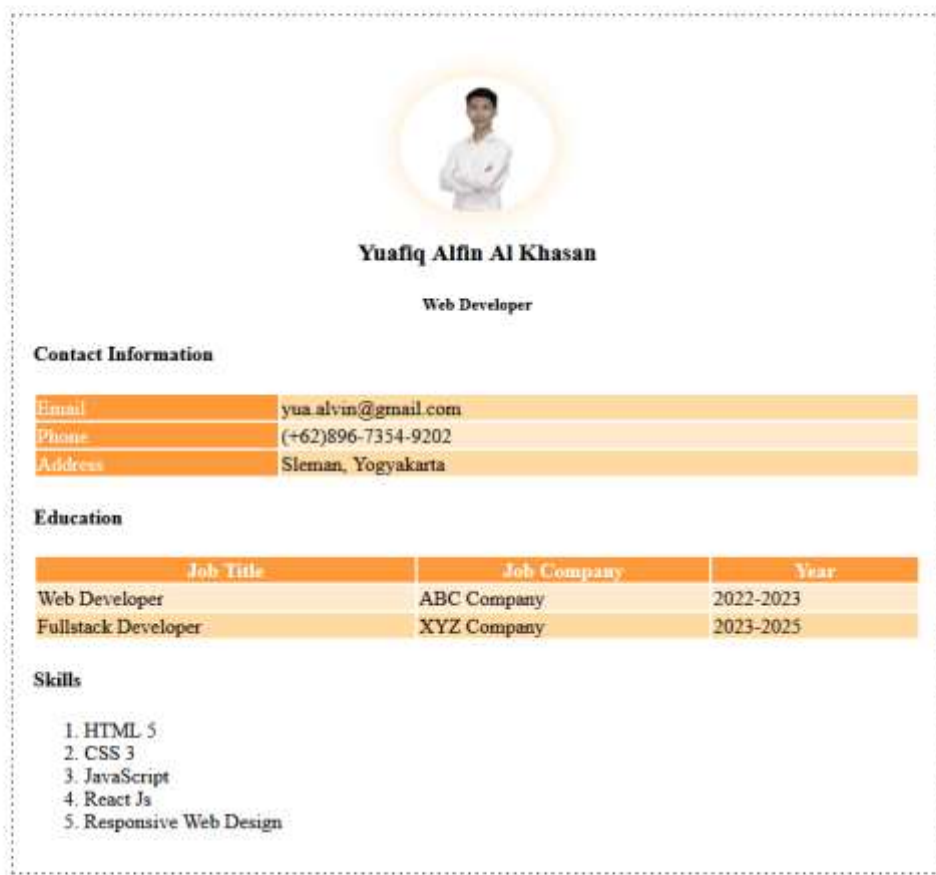 Yuafiq Alfin Al Khasan
Web Developer
Contact Information
Email yua.alvin@gmail.com
Phone (+62)896-7354-9202
Address Sleman, Yogyakarta
Education
Job Title Job Company Year
Web Developer ABC Company 2022-2023
Fullstack Developer XYZ Company 2023-2025
Skills
1. HTML 5
2. CSS 3
3. JavaScript
4. React Js
5. Responsive Web Design